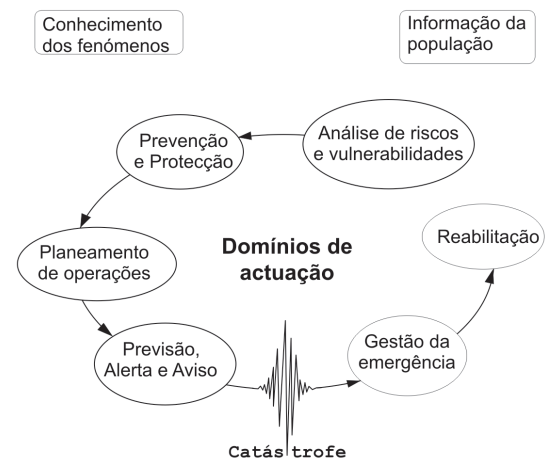 Conhecimento
dos fenómenos
Informação da
população
Análise de riscos
e vulnerabilidades
Prevenção
e Protecção
Planeamento
de operações
Domínios de
actuação
Reabilitação
Previsão,
Alerta e Aviso
Gestão da
emergência
Catástrofe